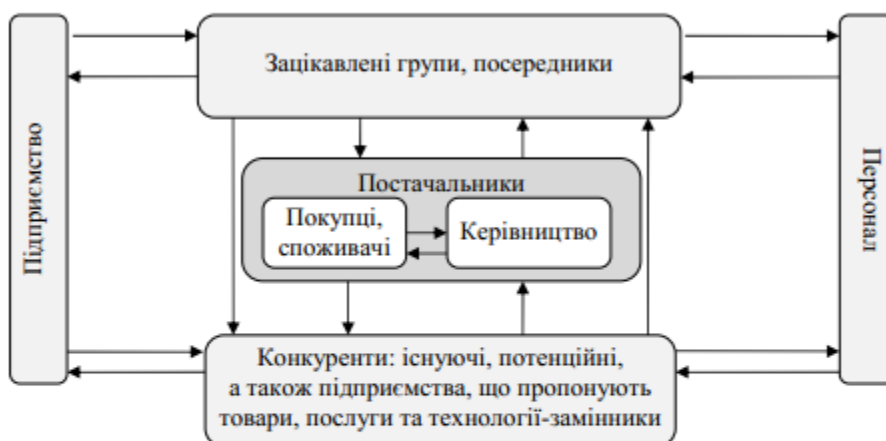 Зацікавлені групи, посередники
Підприємство
Персонал
Постачальники
Покупці,
споживачі
Керівництво
Конкуренти: існуючі, потенційні,
а також підприємства, що пропонують
товари, послуги та технології-замінники